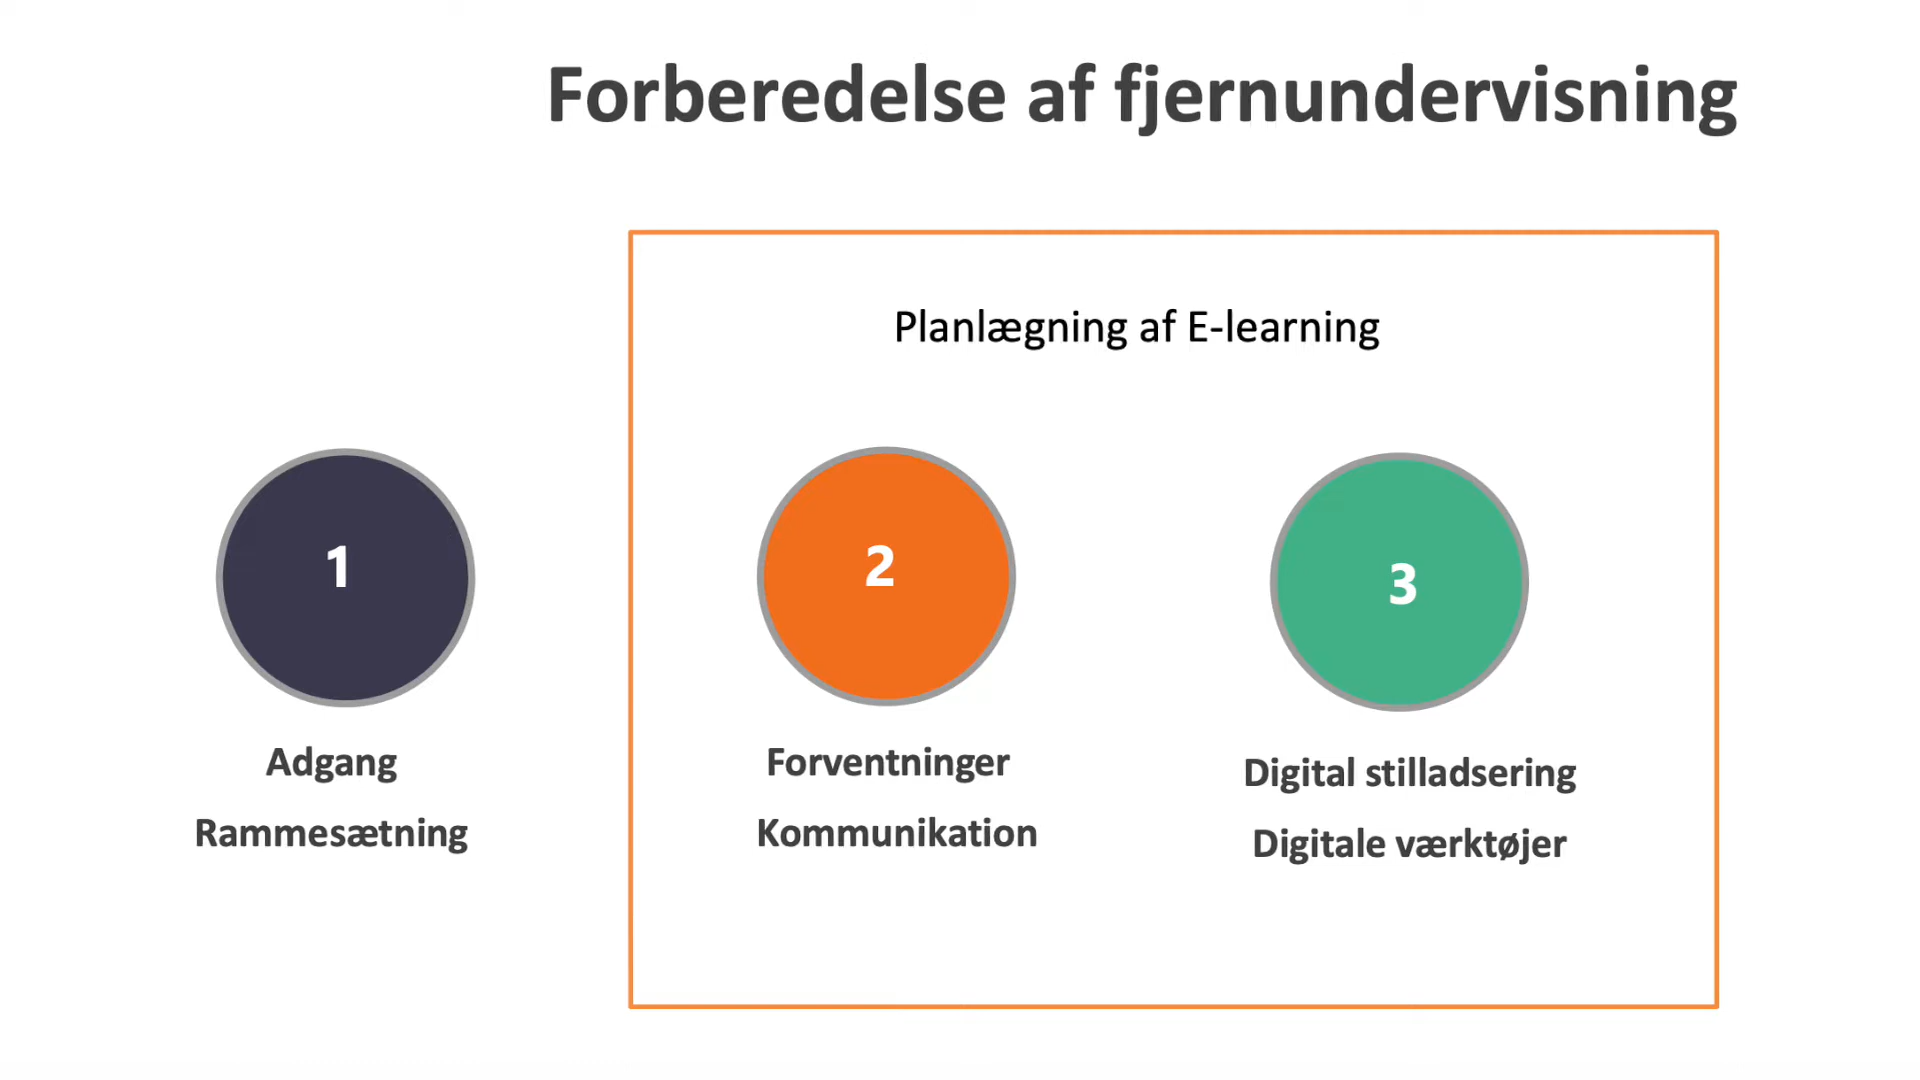 Forberedelse af fjernundervisning
Planlægning af E-learning
1
2
3
Adgang
Rammesætning
Forventninger
Kommunikation
Digital stilladsering
Digitale værktøjer